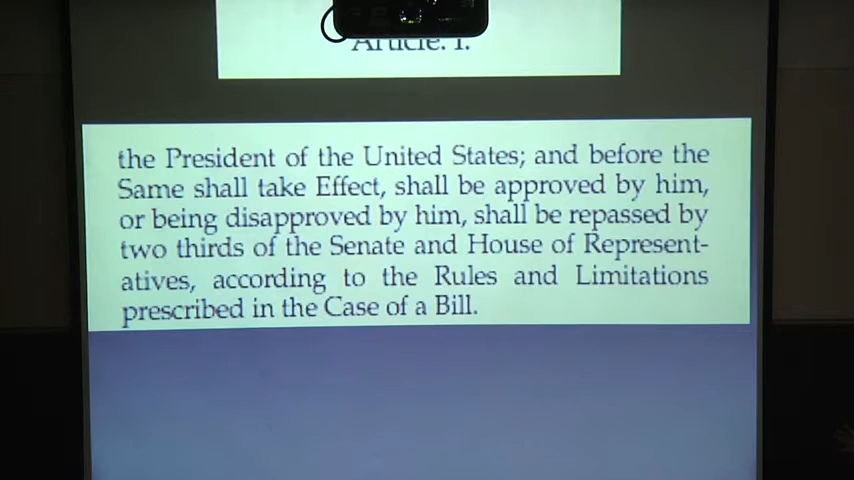 Article. I.
the President of the United States; and before the
Same shall take Effect, shall be approved by him,
or being disapproved by him, shall be repassed by
two thirds of the Senate and House of Represent-
atives, according to the Rules and Limitations
prescribed in the Case of a Bill.